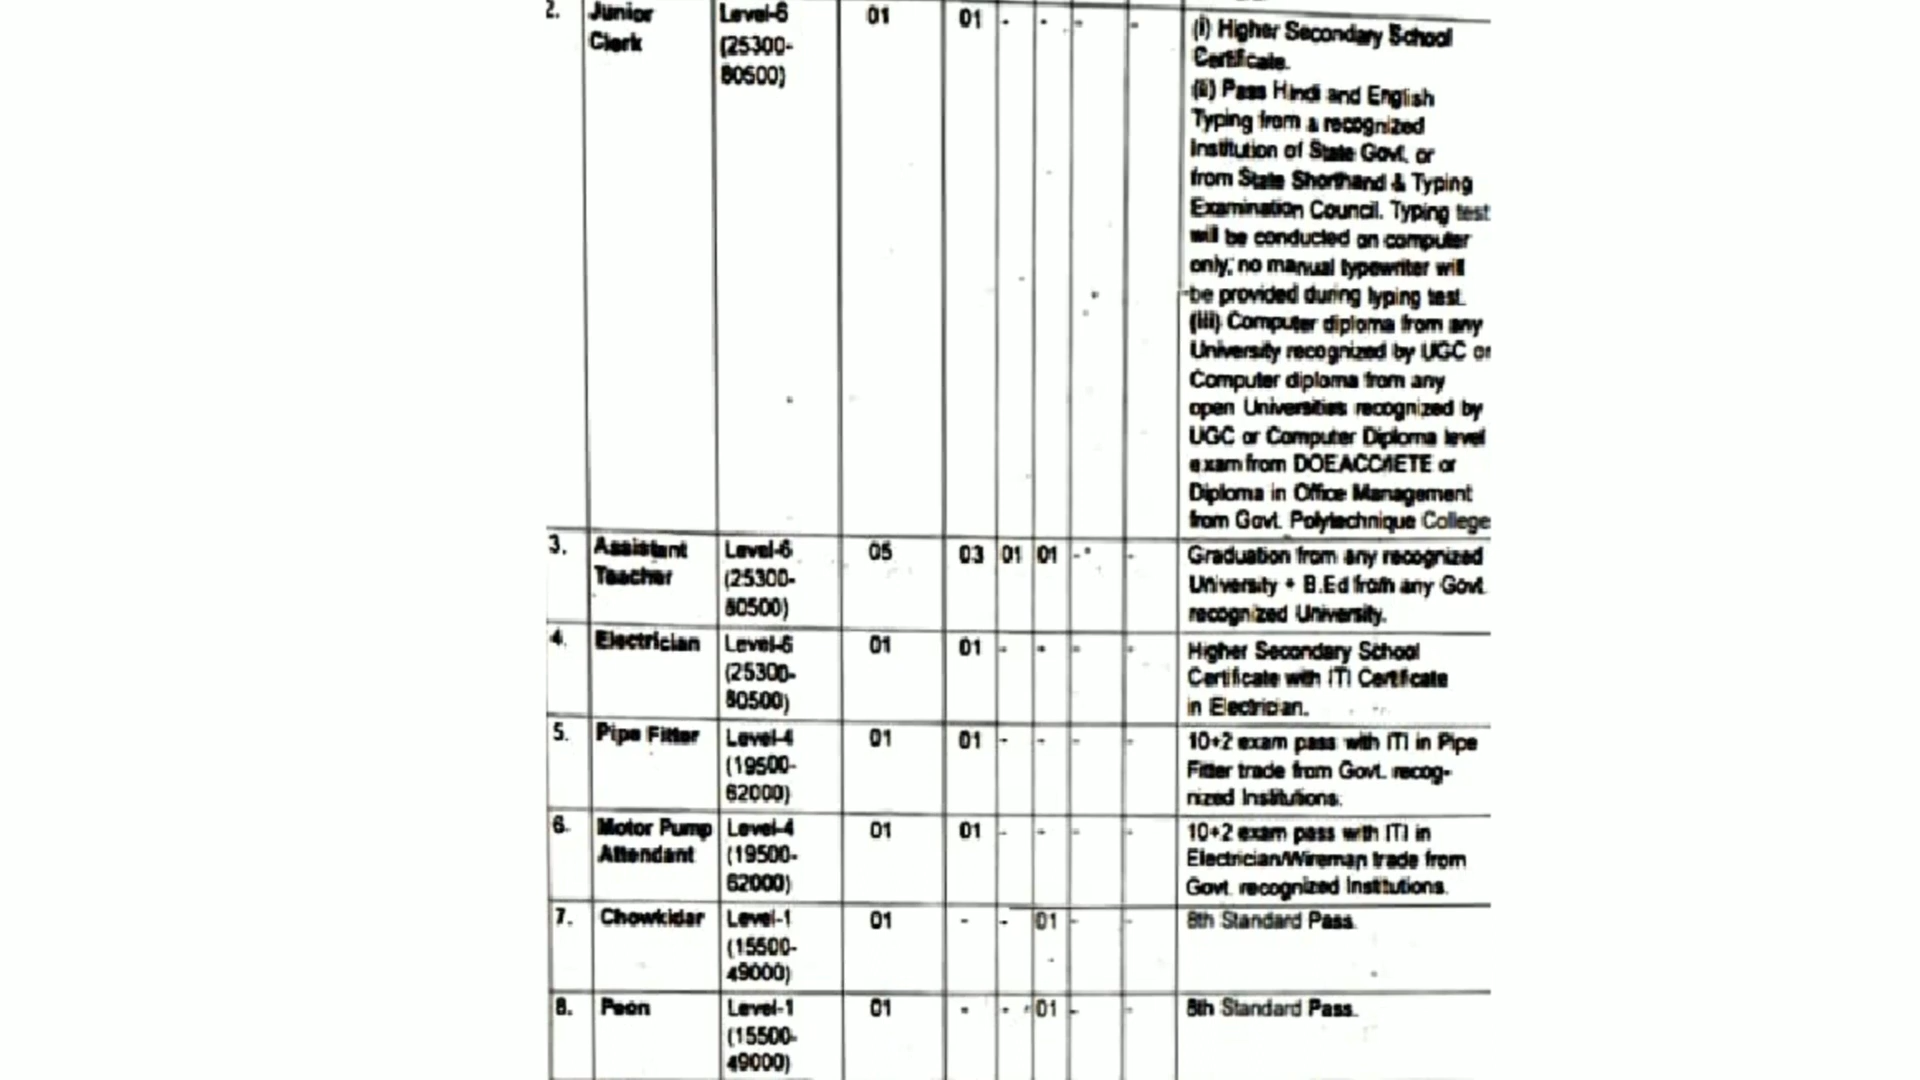 2. Junior Level-6 01 01 - - - - (i) Higher Secondary School
Clerk (25300- Certificate.
80500) (ii) Pass Hindi and English
Typing from a recognized
Institution of State Govt. or
from State Shorthand & Typing
Examination Council. Typing test
will be conducted on computer
only; no manual typewriter will
be provided during typing test.
(iii) Computer diploma from any
University recognized by UGC or
Computer diploma from any
open Universities recognized by
UGC or Computer Diploma level
exam from DOEACC/IETE or
Diploma in Office Management
from Govt. Polytechnique College
3. Assistant Level-6 05 03 01 01 - - Graduation from any recognized
Teacher (25300- University + B.Ed from any Govt.
80500) recognized University.
4. Electrician Level-6 01 01 - - - - Higher Secondary School
(25300- Certificate with ITI Certificate
80500) in Electrician.
5. Pipe Fitter Level-4 01 01 - - - - 10+2 exam pass with ITI in Pipe
(19500- Fitter trade from Govt. recog-
62000) nized Institutions.
6. Motor Pump Level-4 01 01 - - - - 10+2 exam pass with ITI in
Attendant (19500- Electrician/Wireman trade from
62000) Govt. recognized Institutions.
7. Chowkidar Level-1 01 - - 01 - - 8th Standard Pass.
(15500-
49000)
8. Peon Level-1 01 - - 01 - - 8th Standard Pass.
(15500-
49000)